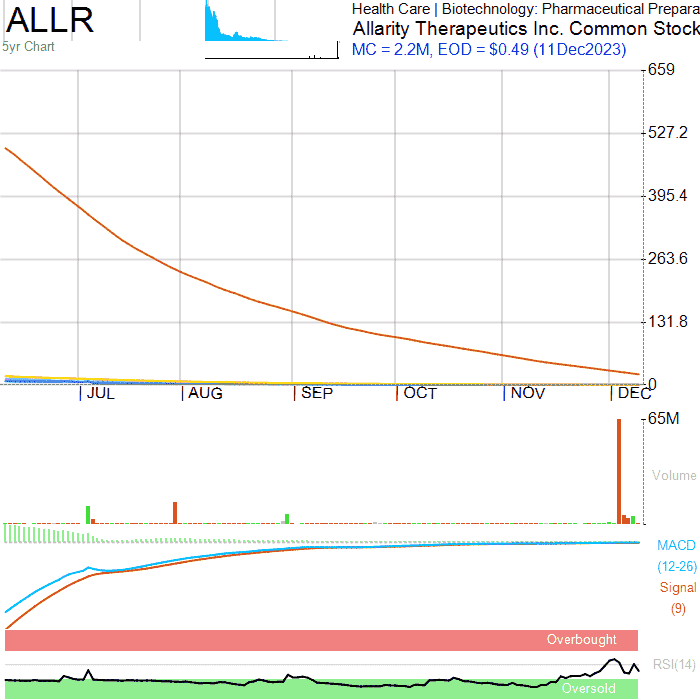 ALLR
Health Care | Biotechnology: Pharmaceutical Prepara
Allarity Therapeutics Inc. Common Stock
5yr Chart
MC = 2.2M, EOD = $0.49 (11Dec2023)
659
527.2
395.4
263.6
131.8
0
JUL AUG SEP OCT NOV DEC
65M
Volume
MACD
(12-26)
Signal
(9)
Overbought
RSI(14)
Oversold